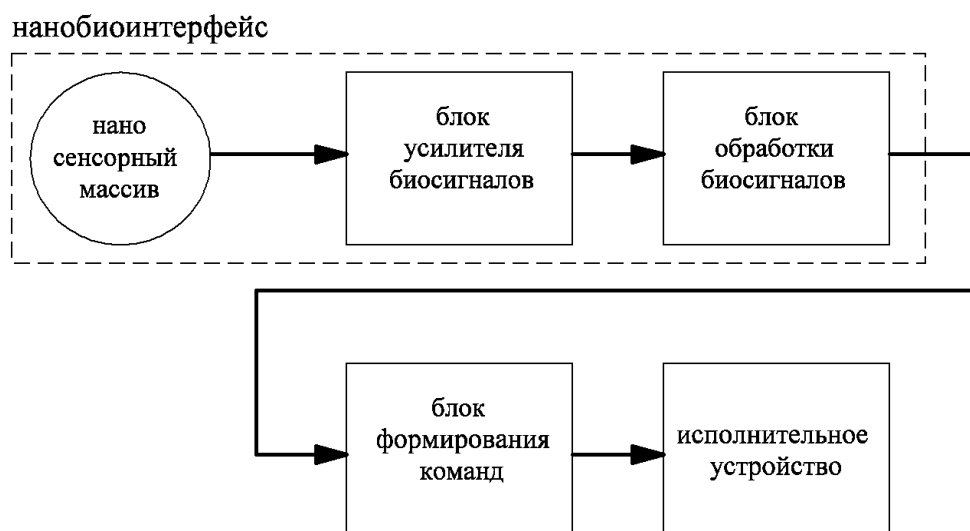 нанобиоинтерфейс
нано
сенсорный
массив
блок
усилителя
биосигналов
блок
обработки
биосигналов
блок
формирования
команд
исполнительное
устройство